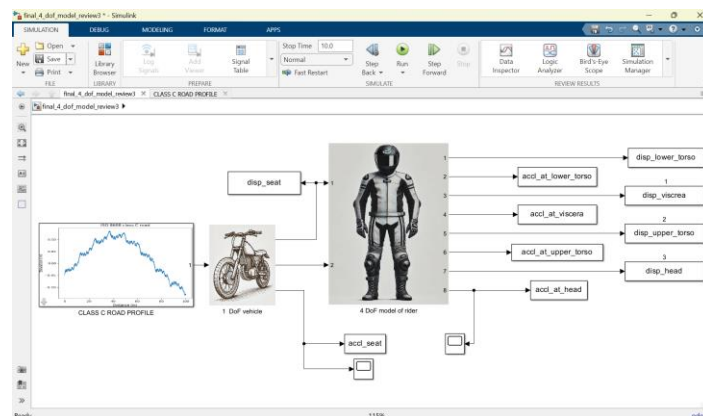 final_4_dof_model_review3 * - Simulink
SIMULATION DEBUG MODELING FORMAT APPS
New
Open
Save
Print
FILE
Library Browser
LIBRARY
Log Signals
Add Viewer
Signal Table
PREPARE
Stop Time 10.0
Normal
Fast Restart
Step Back
Run
Step Forward
Stop
SIMULATE
Data Inspector
Logic Analyzer
Bird's-Eye Scope
Simulation Manager
REVIEW RESULTS
final_4_dof_model_review3 CLASS C ROAD PROFILE
final_4_dof_model_review3
disp_seat
CLASS C ROAD PROFILE
1
1 DoF vehicle
accl_seat
1
2
4 DoF model of rider
1
2
3
4
5
6
7
8
disp_lower_torso
accl_at_lower_torso
1
disp_viscrea
accl_at_viscera
2
disp_upper_torso
accl_at_upper_torso
3
disp_head
accl_at_head
Ready
115%